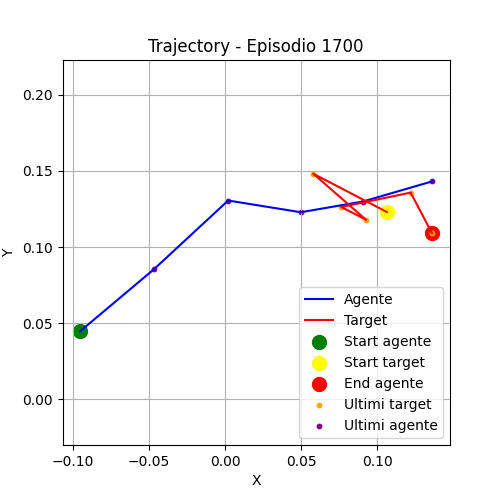 Trajectory - Episodio 1700
Y
0.20
0.15
0.10
0.05
0.00
−0.10
−0.05
0.00
0.05
0.10
X
Agente
Target
Start agente
Start target
End agente
Ultimi target
Ultimi agente